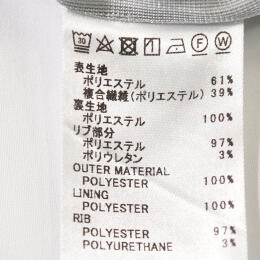 30 F W
表生地
ポリエステル 61%
複合繊維(ポリエステル) 39%
裏生地
ポリエステル 100%
リブ部分
ポリエステル 97%
ポリウレタン 3%
OUTER MATERIAL
POLYESTER 100%
LINING
POLYESTER 100%
RIB
POLYESTER 97%
POLYURETHANE 3%